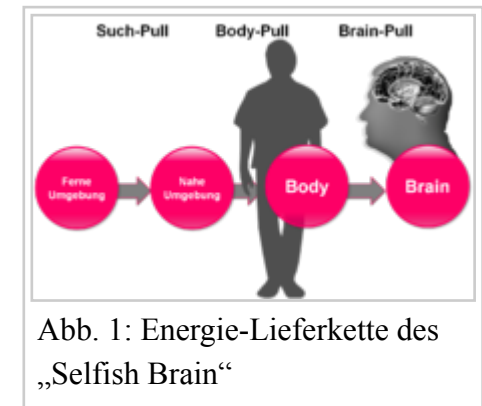 Such-Pull Body-Pull Brain-Pull
Ferne
Umgebung
Nahe
Umgebung
Body
Brain
Abb. 1: Energie-Lieferkette des
„Selfish Brain“